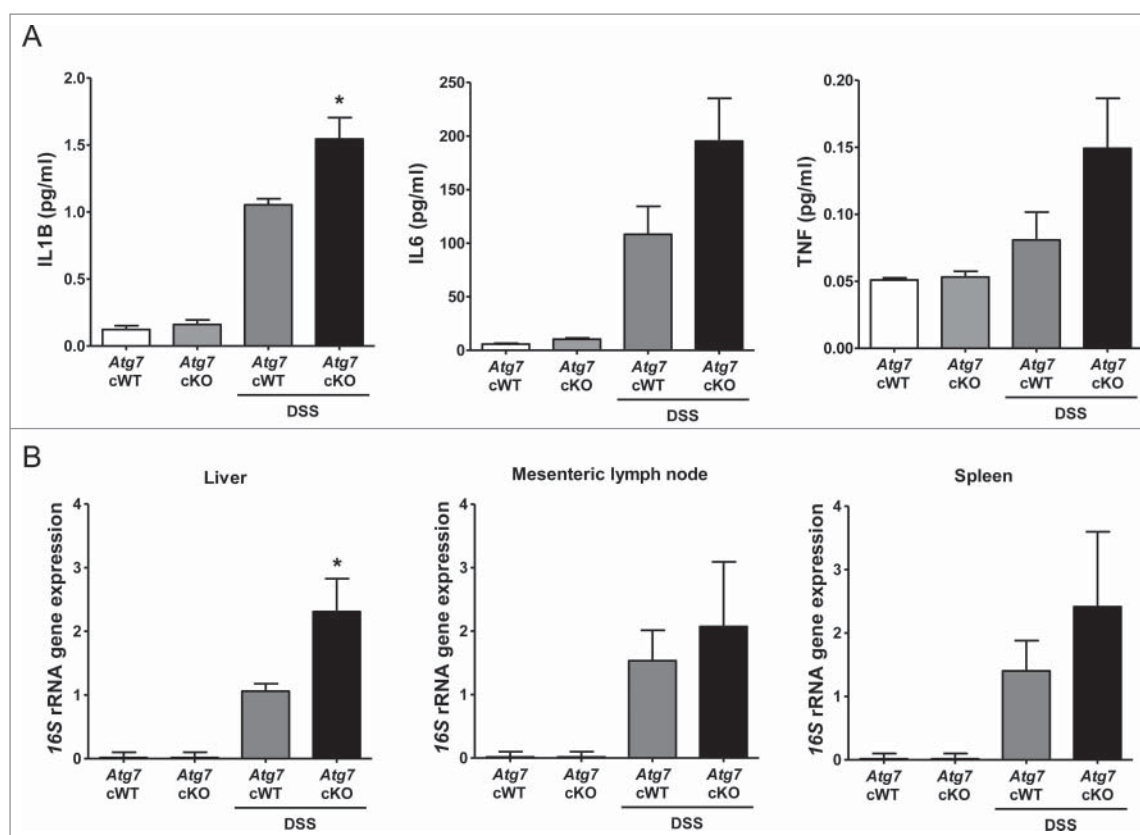 A
IL1B (pg/ml)
2.0
1.5
1.0
0.5
0.0
*
Atg7 cWT
Atg7 cKO
Atg7 cWT
Atg7 cKO
DSS
IL6 (pg/ml)
250
200
150
100
50
0
Atg7 cWT
Atg7 cKO
Atg7 cWT
Atg7 cKO
DSS
TNF (pg/ml)
0.20
0.15
0.10
0.05
0.00
Atg7 cWT
Atg7 cKO
Atg7 cWT
Atg7 cKO
DSS
B
Liver
16S rRNA gene expression
4
3
2
1
0
*
Atg7 cWT
Atg7 cKO
Atg7 cWT
Atg7 cKO
DSS
Mesenteric lymph node
16S rRNA gene expression
4
3
2
1
0
Atg7 cWT
Atg7 cKO
Atg7 cWT
Atg7 cKO
DSS
Spleen
16S rRNA gene expression
4
3
2
1
0
Atg7 cWT
Atg7 cKO
Atg7 cWT
Atg7 cKO
DSS